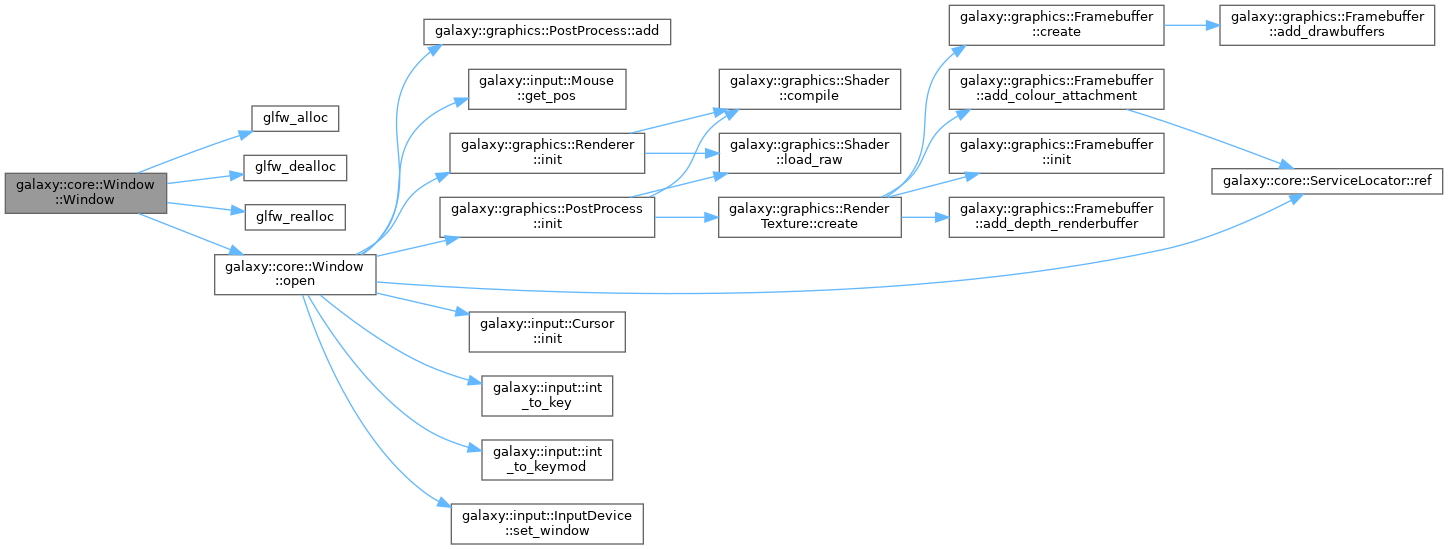 galaxy::core::Window
::Window
glfw_alloc
glfw_dealloc
glfw_realloc
galaxy::core::Window
::open
galaxy::graphics::PostProcess::add
galaxy::input::Mouse
::get_pos
galaxy::graphics::Renderer
::init
galaxy::graphics::PostProcess
::init
galaxy::input::Cursor
::init
galaxy::input::int
_to_key
galaxy::input::int
_to_keymod
galaxy::input::InputDevice
::set_window
galaxy::graphics::Shader
::compile
galaxy::graphics::Shader
::load_raw
galaxy::graphics::Render
Texture::create
galaxy::graphics::Framebuffer
::create
galaxy::graphics::Framebuffer
::add_colour_attachment
galaxy::graphics::Framebuffer
::init
galaxy::graphics::Framebuffer
::add_depth_renderbuffer
galaxy::graphics::Framebuffer
::add_drawbuffers
galaxy::core::ServiceLocator::ref